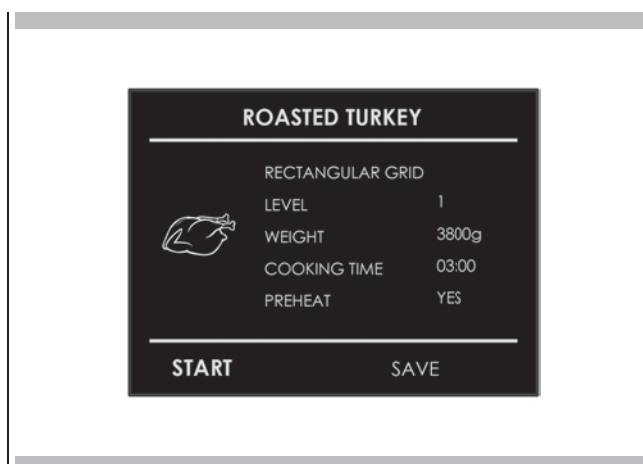 ROASTED TURKEY
RECTANGULAR GRID
LEVEL 1
WEIGHT 3800g
COOKING TIME 03:00
PREHEAT YES
START SAVE